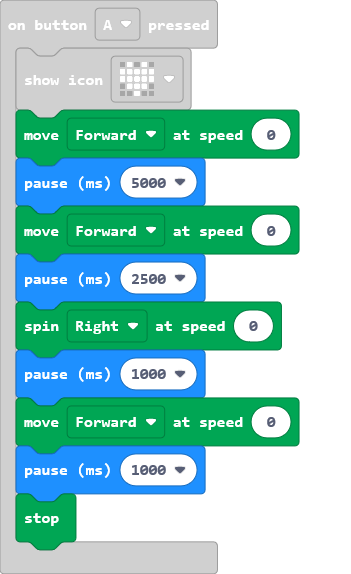 on button A pressed
show icon
move Forward at speed 0
pause (ms) 5000
move Forward at speed 0
pause (ms) 2500
spin Right at speed 0
pause (ms) 1000
move Forward at speed 0
pause (ms) 1000
stop